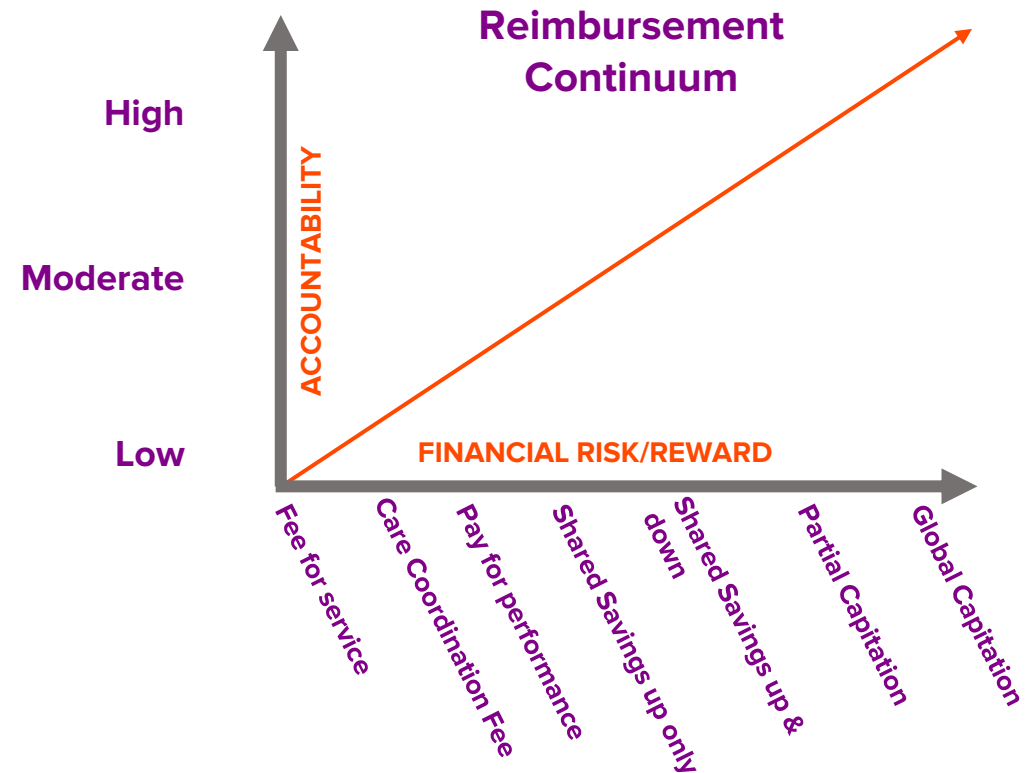 Reimbursement
Continuum
High
Moderate
Low
ACCOUNTABILITY
FINANCIAL RISK/REWARD
Fee for service
Care Coordination Fee
Pay for performance
Shared Savings up only
Shared Savings up &
down
Partial Capitation
Global Capitation